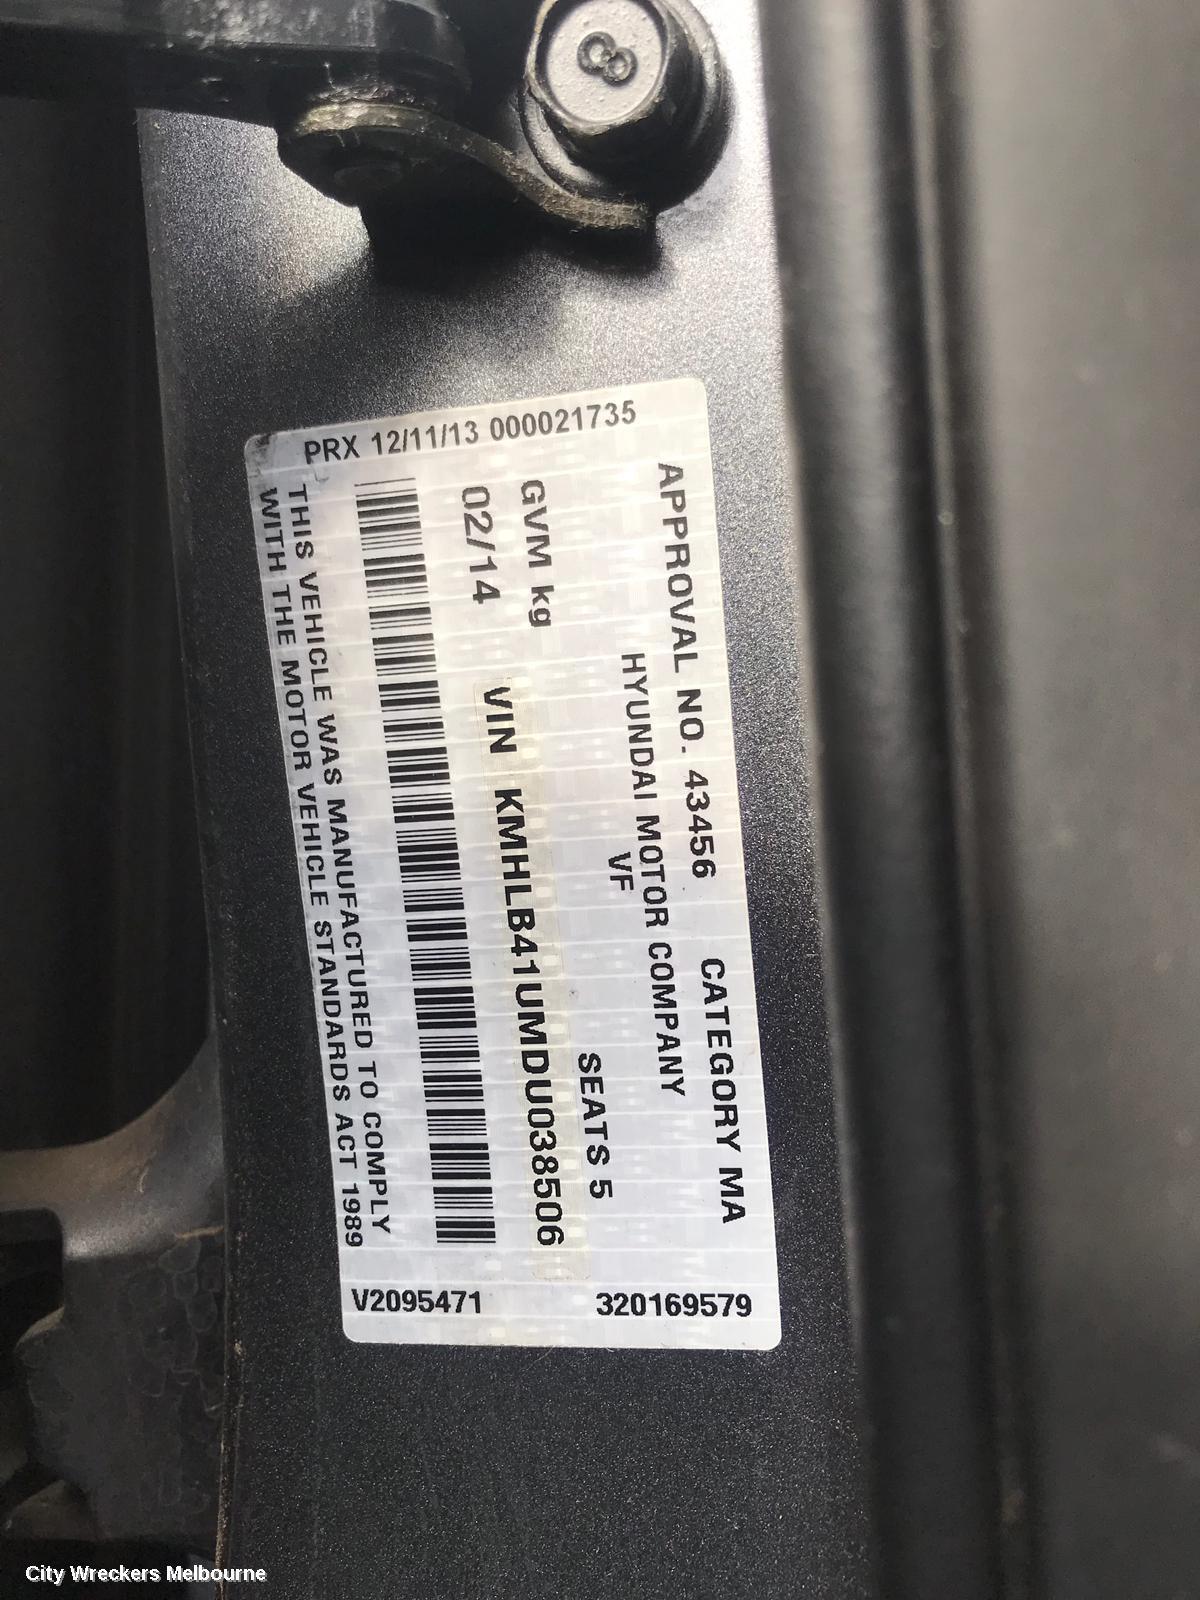 8
PRX 12/11/13 000021735
APPROVAL NO. 43456 CATEGORY MA
HYUNDAI MOTOR COMPANY
VF
GVM kg SEATS 5
02/14 VIN KMHLB41UMDU038506
THIS VEHICLE WAS MANUFACTURED TO COMPLY
WITH THE MOTOR VEHICLE STANDARDS ACT 1989
V2095471 320169579
City Wreckers Melbourne